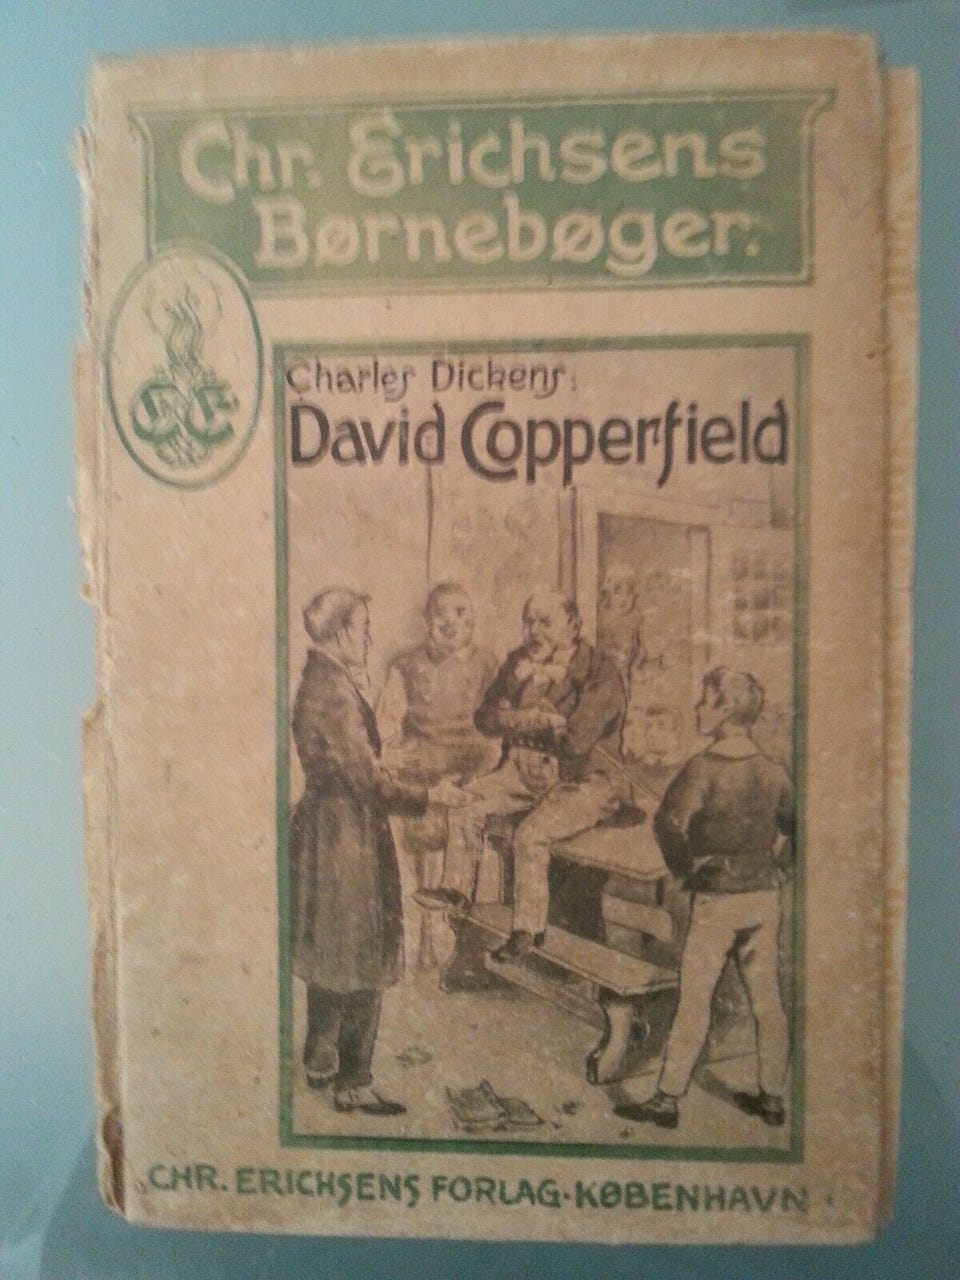 Chr. Erichsens
Børnebøger.
Charles Dickens:
David Copperfield
CHR. ERICHSENS FORLAG·KØBENHAVN